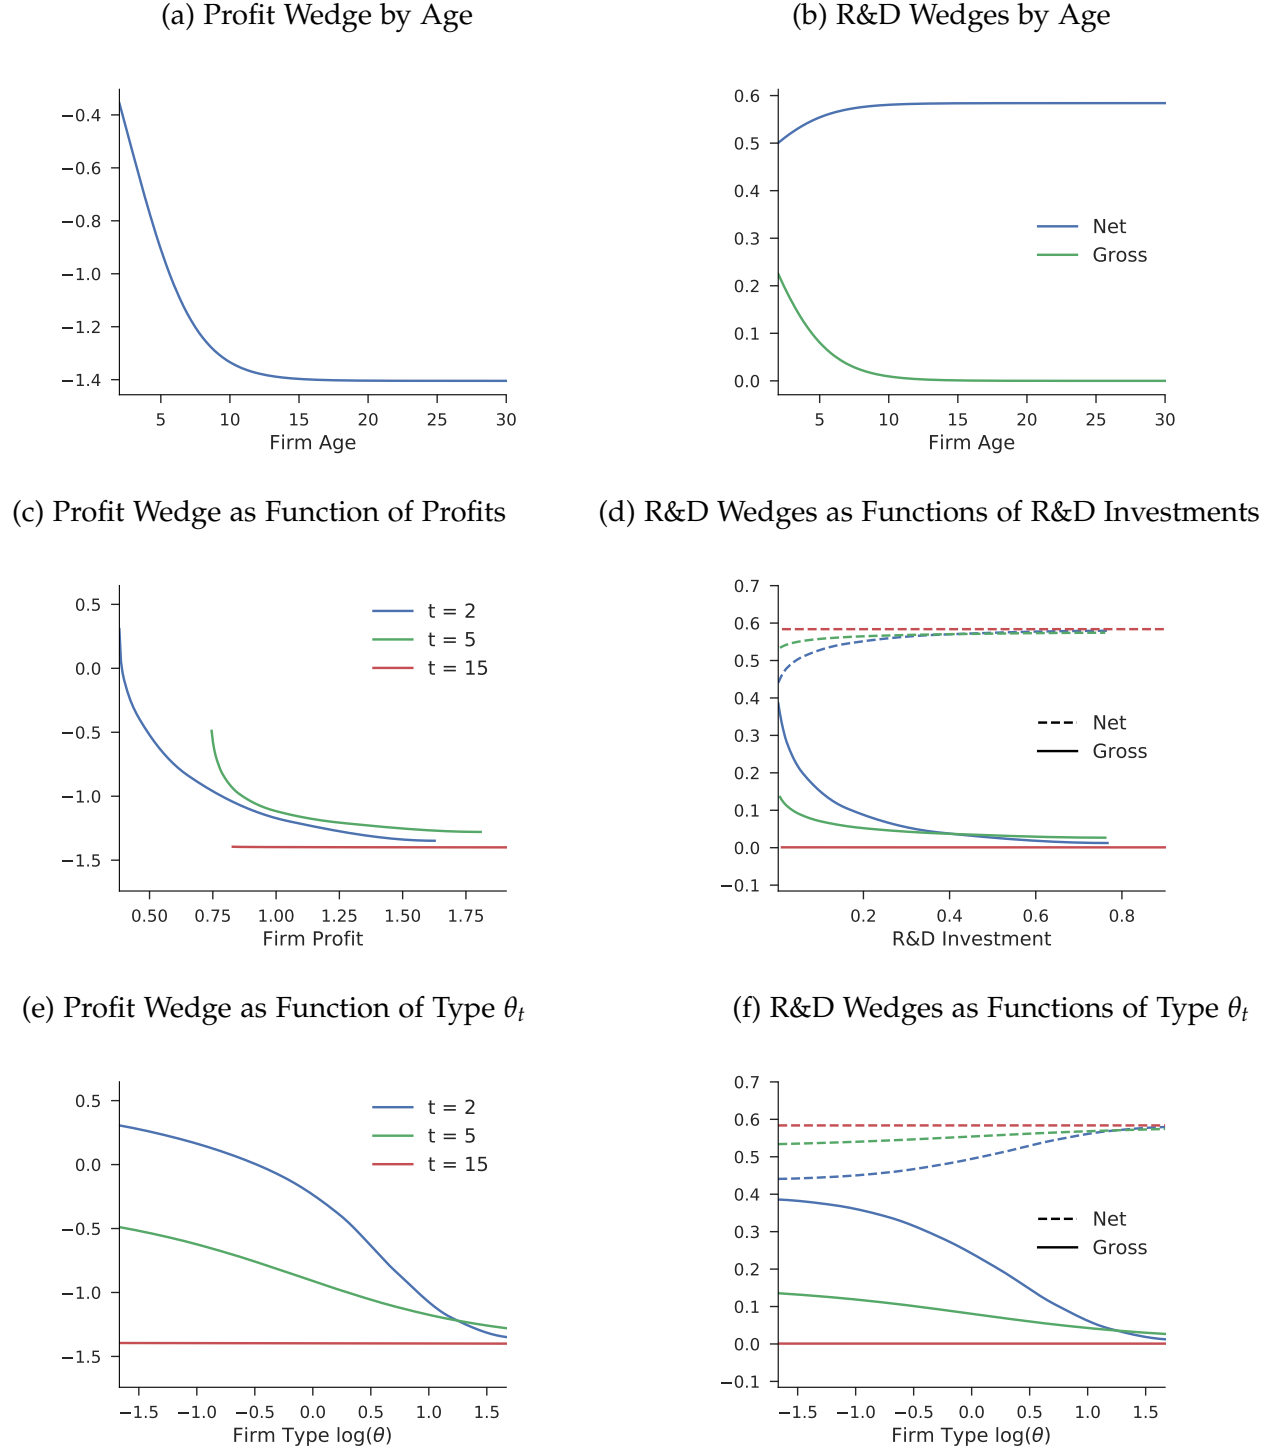 (a) Profit Wedge by Age
−0.4
−0.6
−0.8
−1.0
−1.2
−1.4
5 10 15 20 25 30
Firm Age
(b) R&D Wedges by Age
0.6
0.5
0.4
0.3
0.2
0.1
0.0
Net
Gross
5 10 15 20 25 30
Firm Age
(c) Profit Wedge as Function of Profits
0.5
0.0
−0.5
−1.0
−1.5
t = 2
t = 5
t = 15
0.50 0.75 1.00 1.25 1.50 1.75
Firm Profit
(d) R&D Wedges as Functions of R&D Investments
0.7
0.6
0.5
0.4
0.3
0.2
0.1
0.0
−0.1
Net
Gross
0.2 0.4 0.6 0.8
R&D Investment
(e) Profit Wedge as Function of Type θt
0.5
0.0
−0.5
−1.0
−1.5
t = 2
t = 5
t = 15
−1.5 −1.0 −0.5 0.0 0.5 1.0 1.5
Firm Type log(θ)
(f) R&D Wedges as Functions of Type θt
0.7
0.6
0.5
0.4
0.3
0.2
0.1
0.0
−0.1
Net
Gross
−1.5 −1.0 −0.5 0.0 0.5 1.0 1.5
Firm Type log(θ)